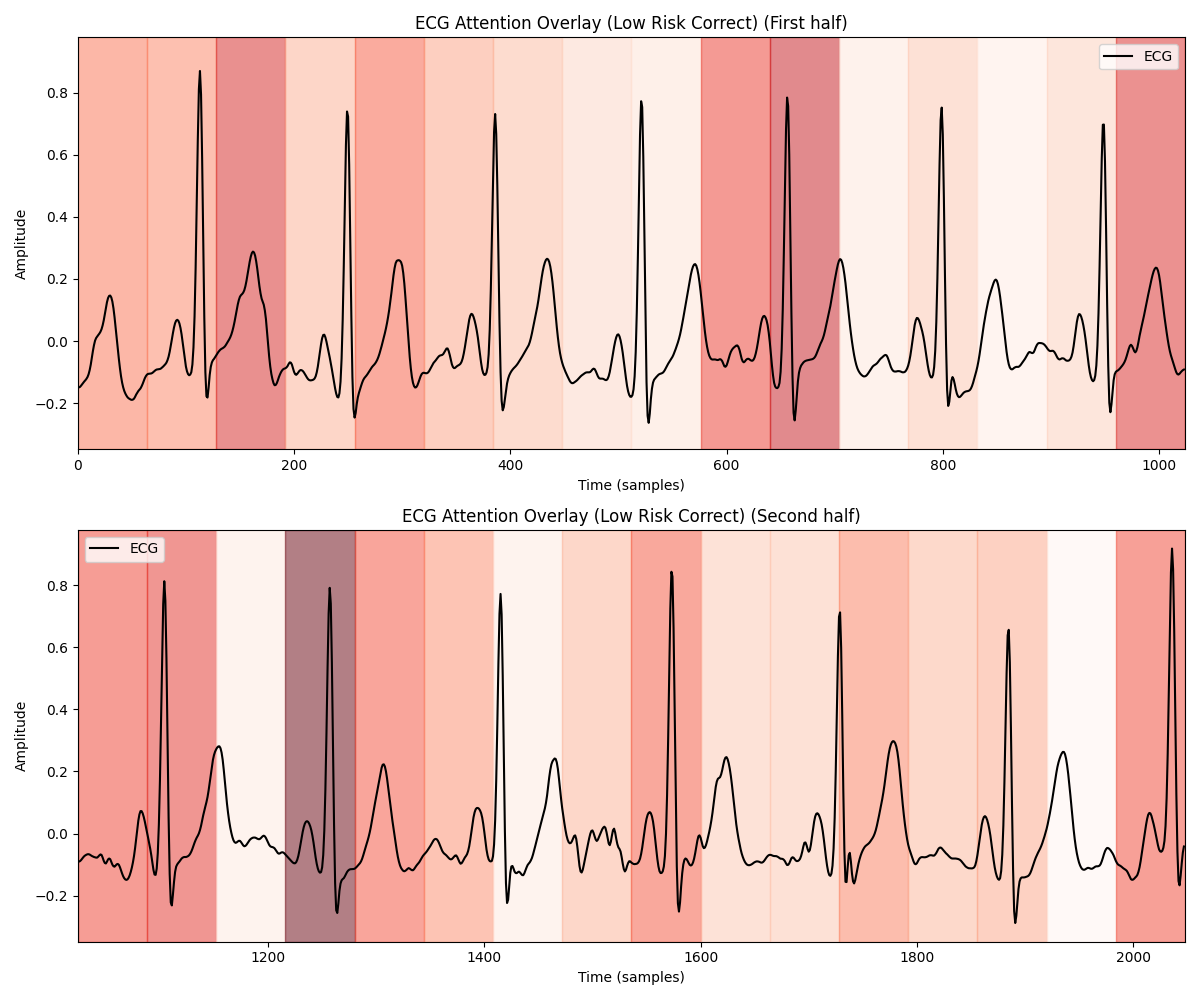 ECG Attention Overlay (Low Risk Correct) (First half)
ECG
Amplitude
0.8
0.6
0.4
0.2
0.0
−0.2
0 200 400 600 800 1000
Time (samples)
ECG Attention Overlay (Low Risk Correct) (Second half)
ECG
Amplitude
0.8
0.6
0.4
0.2
0.0
−0.2
1200 1400 1600 1800 2000
Time (samples)